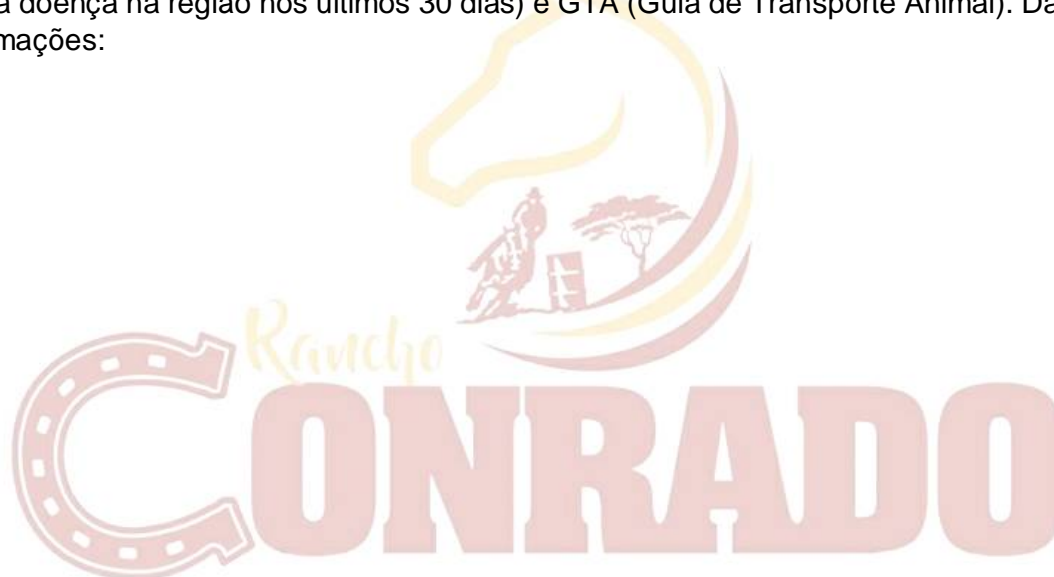 a doença na região nos últimos 30 dias) e GTA (Guia de Transporte Animal). Da
mações:
Rancho
CONRADO